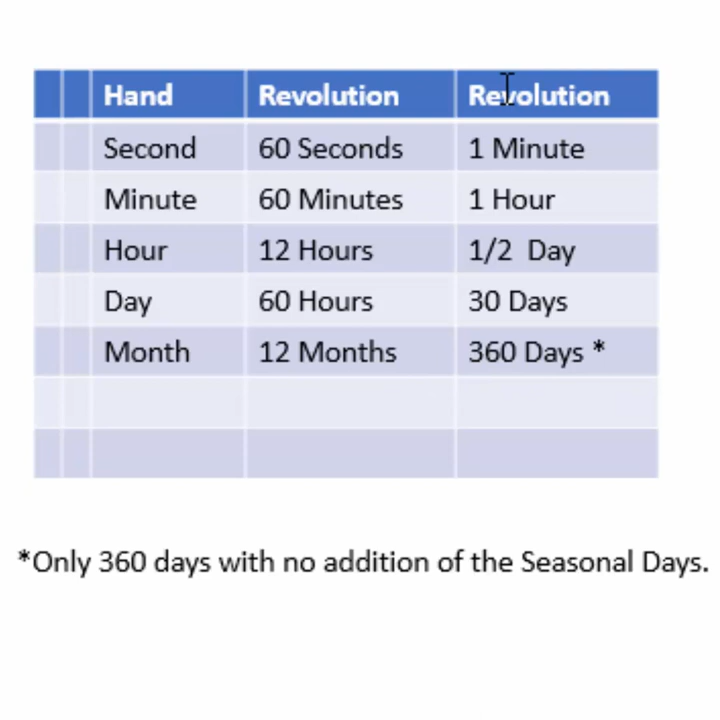 Hand Revolution Revolution
Second 60 Seconds 1 Minute
Minute 60 Minutes 1 Hour
Hour 12 Hours 1/2 Day
Day 60 Hours 30 Days
Month 12 Months 360 Days *
*Only 360 days with no addition of the Seasonal Days.